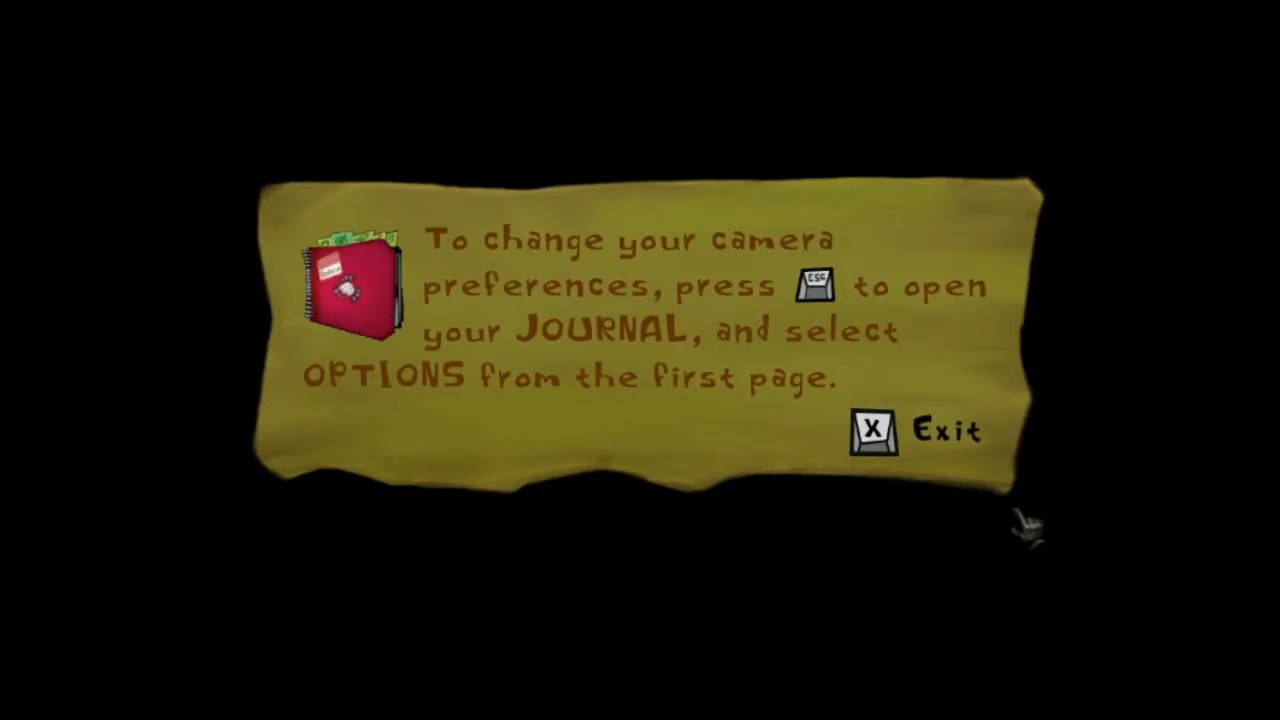 To change your camera
preferences, press ESC to open
your JOURNAL, and select
OPTIONS from the first page.
X Exit